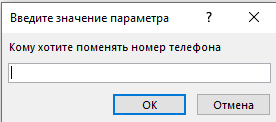 Введите значение параметра ? ×
Кому хотите поменять номер телефона
OK Отмена